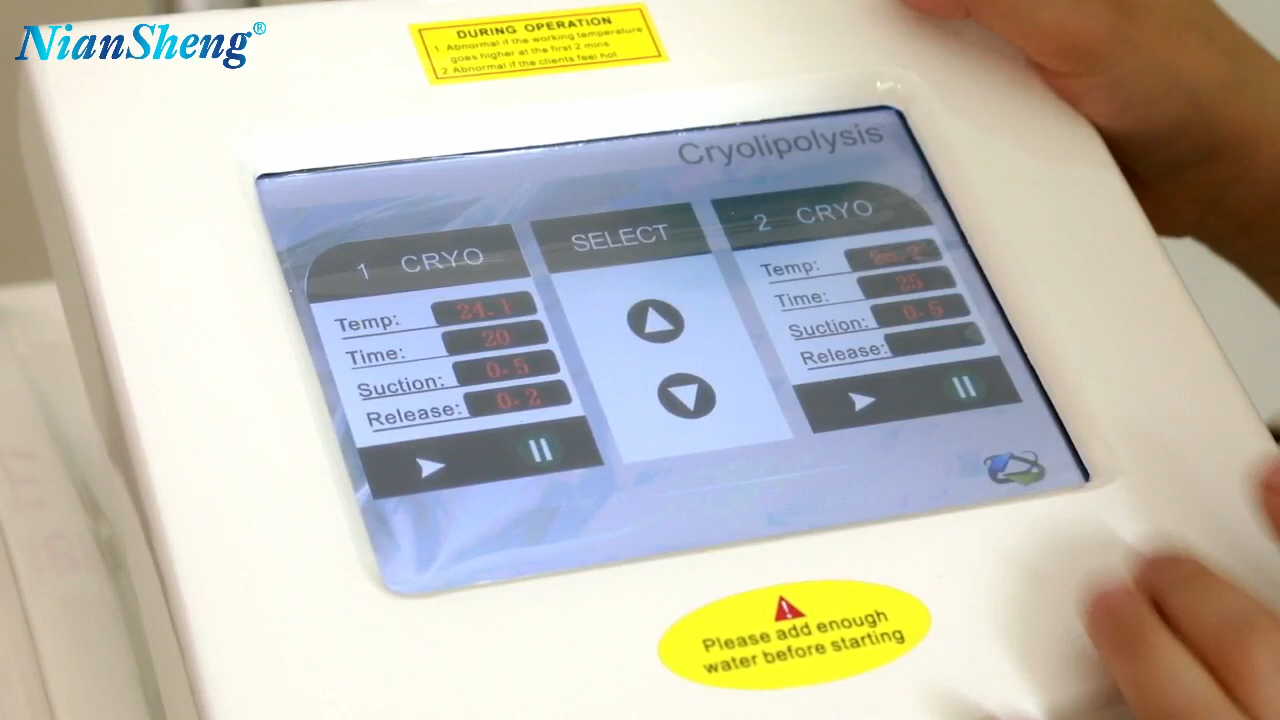 NianSheng®
DURING OPERATION
1. Abnormal if the working temperature
goes higher at the first 2 mins
2. Abnormal if the clients feel hot
Cryolipolysis
1 CRYO
Temp: 24.1
Time: 20
Suction: 0.5
Release: 0.2
SELECT
2 CRYO
Temp:
Time: 25
Suction: 0.5
Release:
Please add enough
water before starting